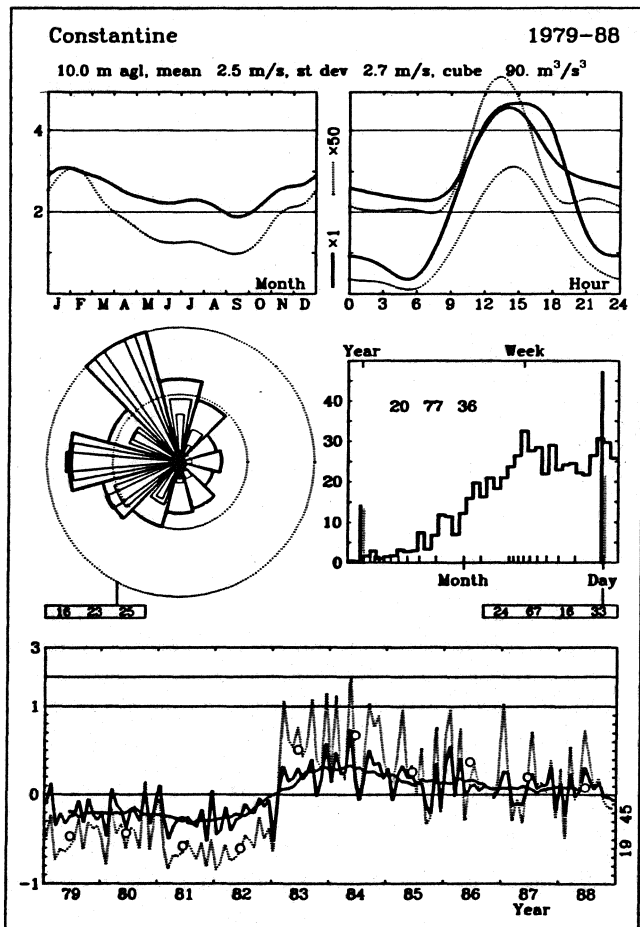 Constantine 1979-88
10.0 m agl, mean 2.5 m/s, st dev 2.7 m/s, cube 90. m³/s³
4
2
×50
×1
Month
Hour
J F M A M J J A S O N D
0 3 6 9 12 15 18 21 24
Year Week
50
40
30
20
10
0
20 77 36
Month Day
16 23 25
24 67 16 33
3
1
0
-1
19 45
79 80 81 82 83 84 85 86 87 88
Year